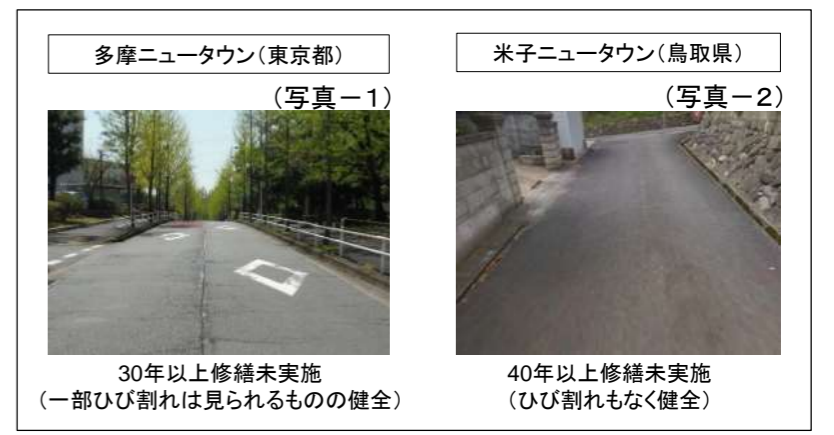 多摩ニュータウン（東京都）
（写真－１）
30年以上修繕未実施
（一部ひび割れは見られるものの健全）
米子ニュータウン（鳥取県）
（写真－２）
40年以上修繕未実施
（ひび割れもなく健全）